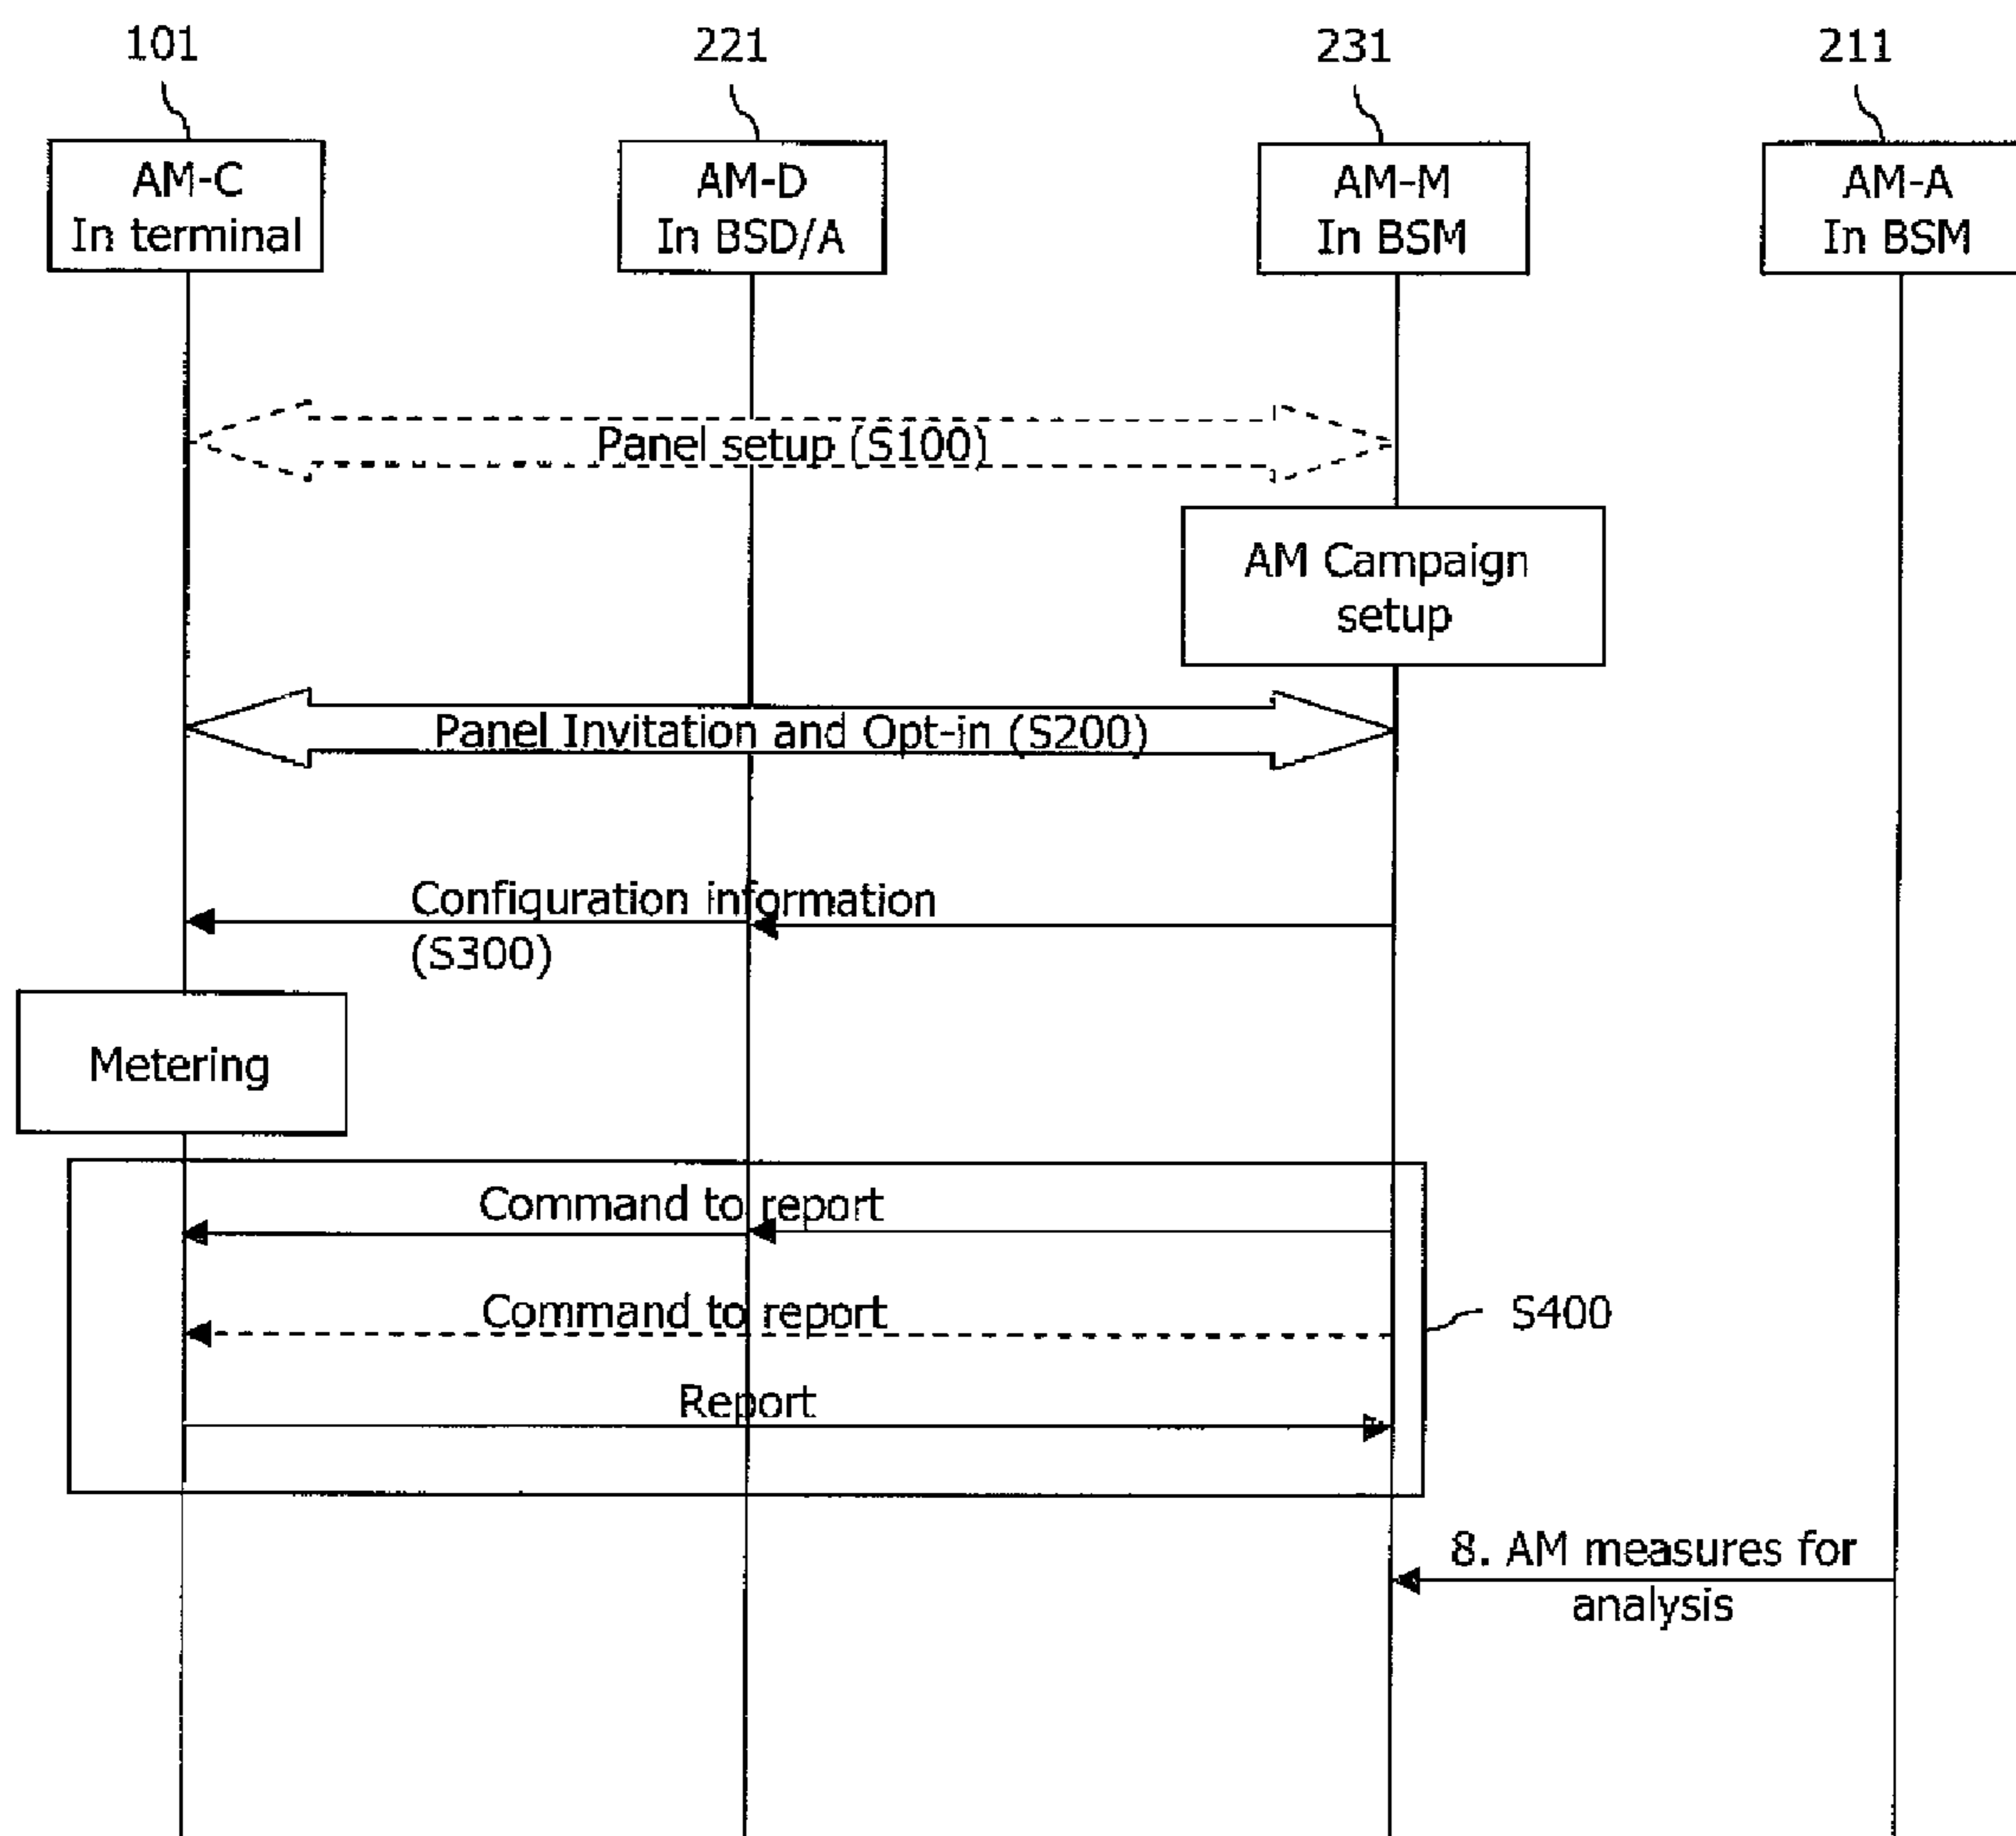 101
221
231
211
AM-C
In terminal
AM-D
In BSD/A
AM-M
In BSM
AM-A
In BSM
Panel setup (S100)
AM Campaign
setup
Panel Invitation and Opt-in (S200)
Configuration information
(S300)
Metering
Command to report
Command to report
S400
Report
8. AM measures for
analysis